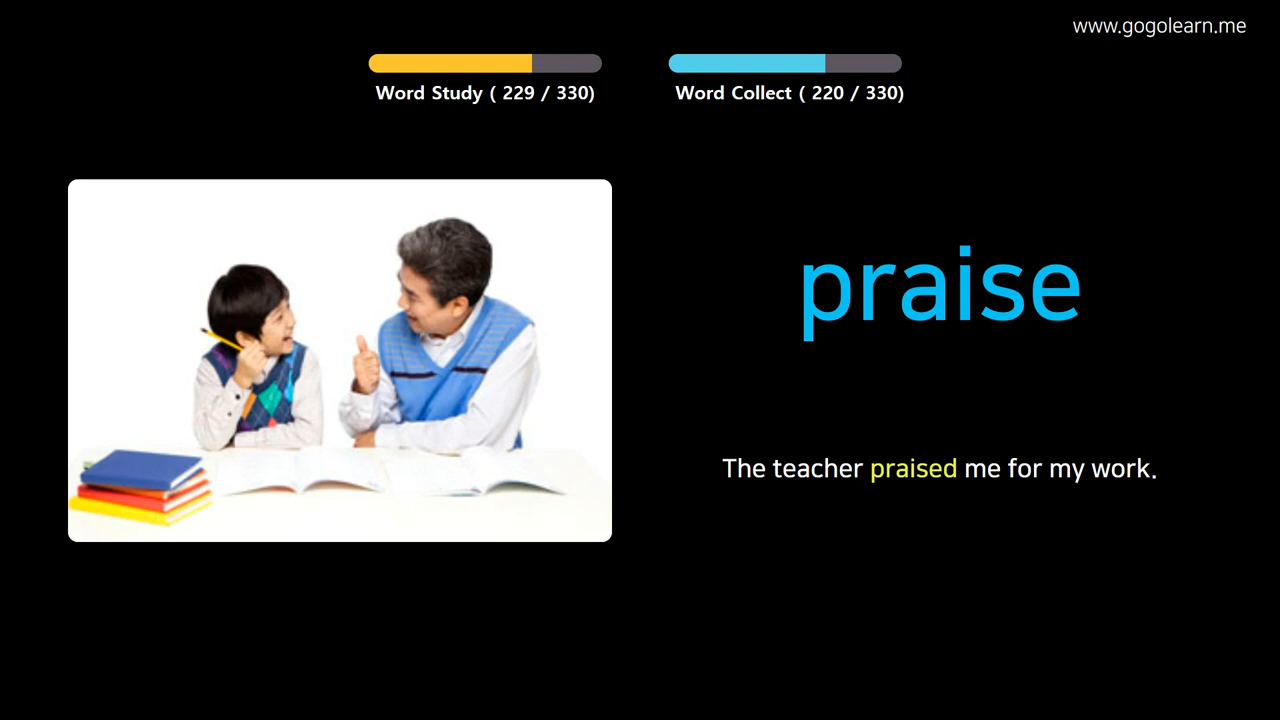 www.gogolearn.me
Word Study ( 229 / 330)
Word Collect ( 220 / 330)
praise
The teacher praised me for my work.